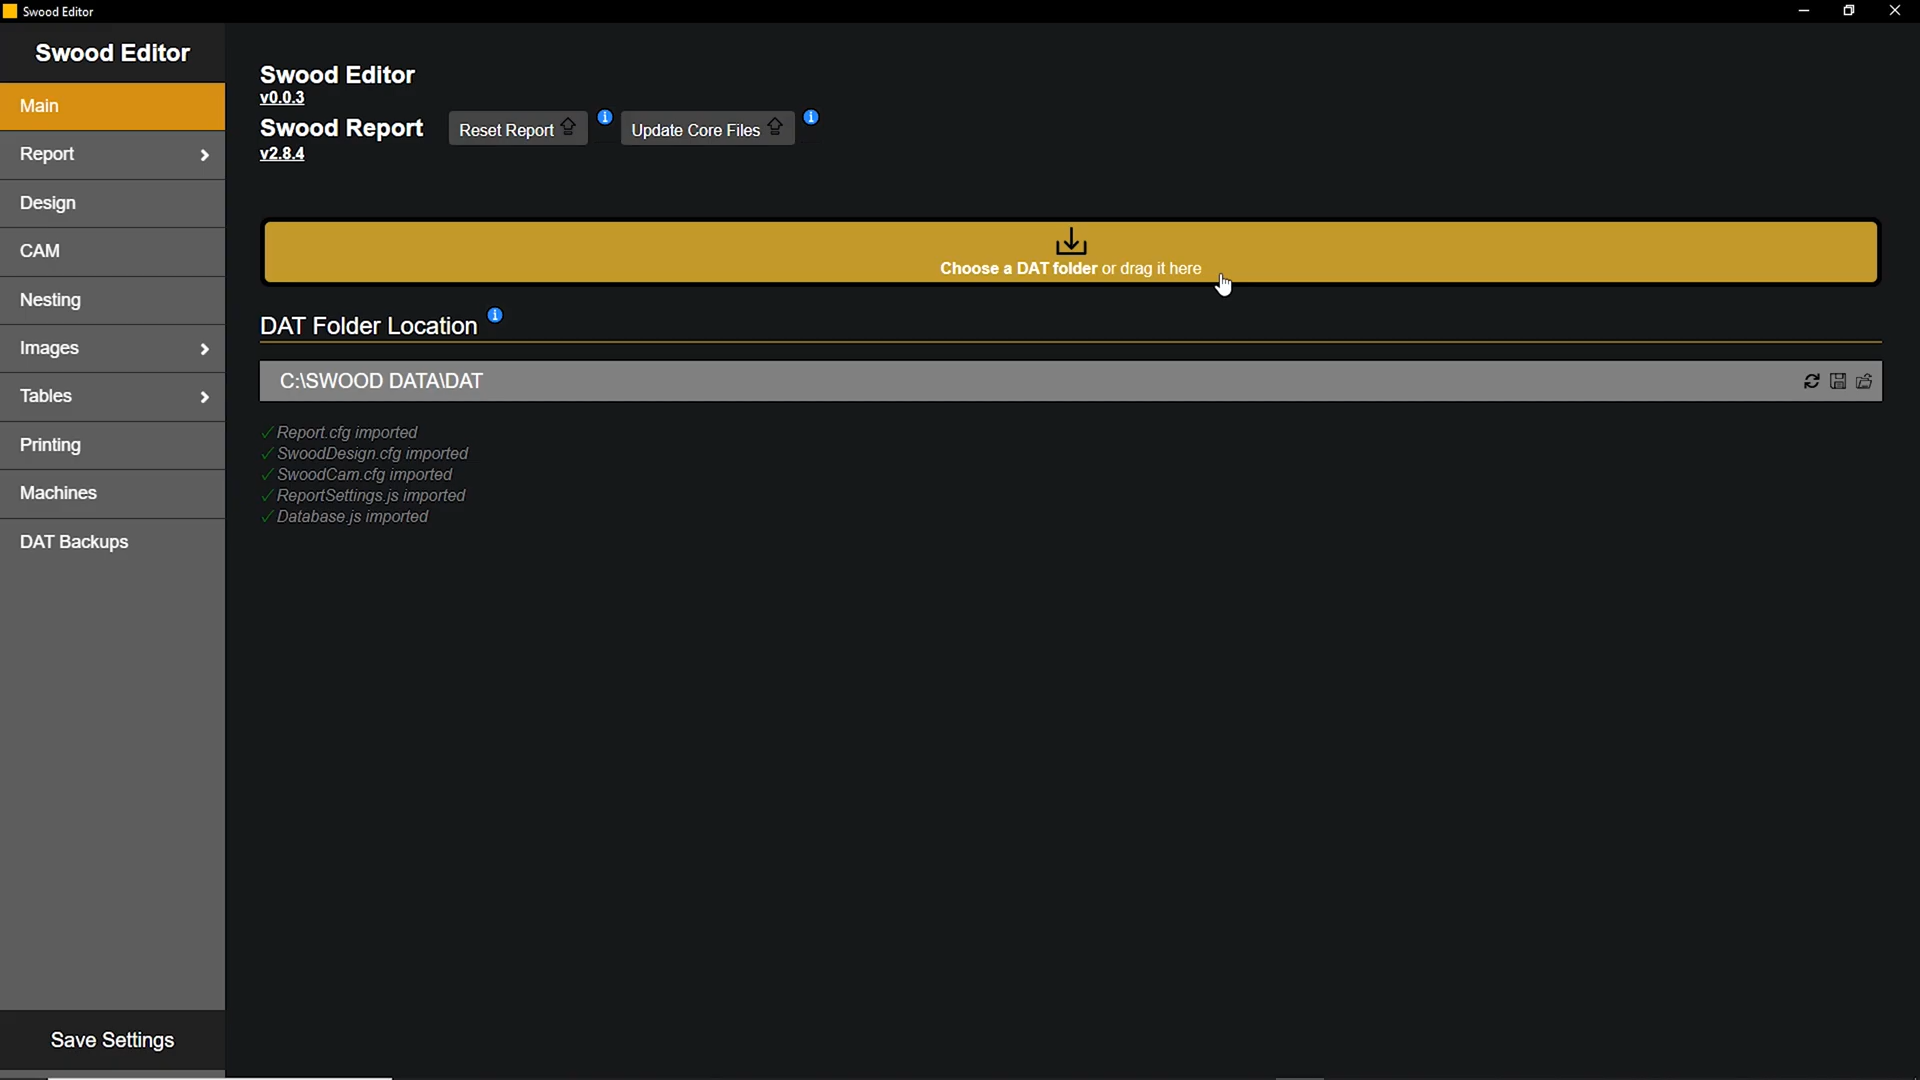 Swood Editor
Swood Editor
Main
Report
Design
CAM
Nesting
Images
Tables
Printing
Machines
DAT Backups
Save Settings
Swood Editor
v0.0.3
Swood Report
v2.8.4
Reset Report
Update Core Files
Choose a DAT folder or drag it here
DAT Folder Location
C:\SWOOD DATA\DAT
✓ Report.cfg imported
✓ SwoodDesign.cfg imported
✓ SwoodCam.cfg imported
✓ ReportSettings.js imported
✓ Database.js imported